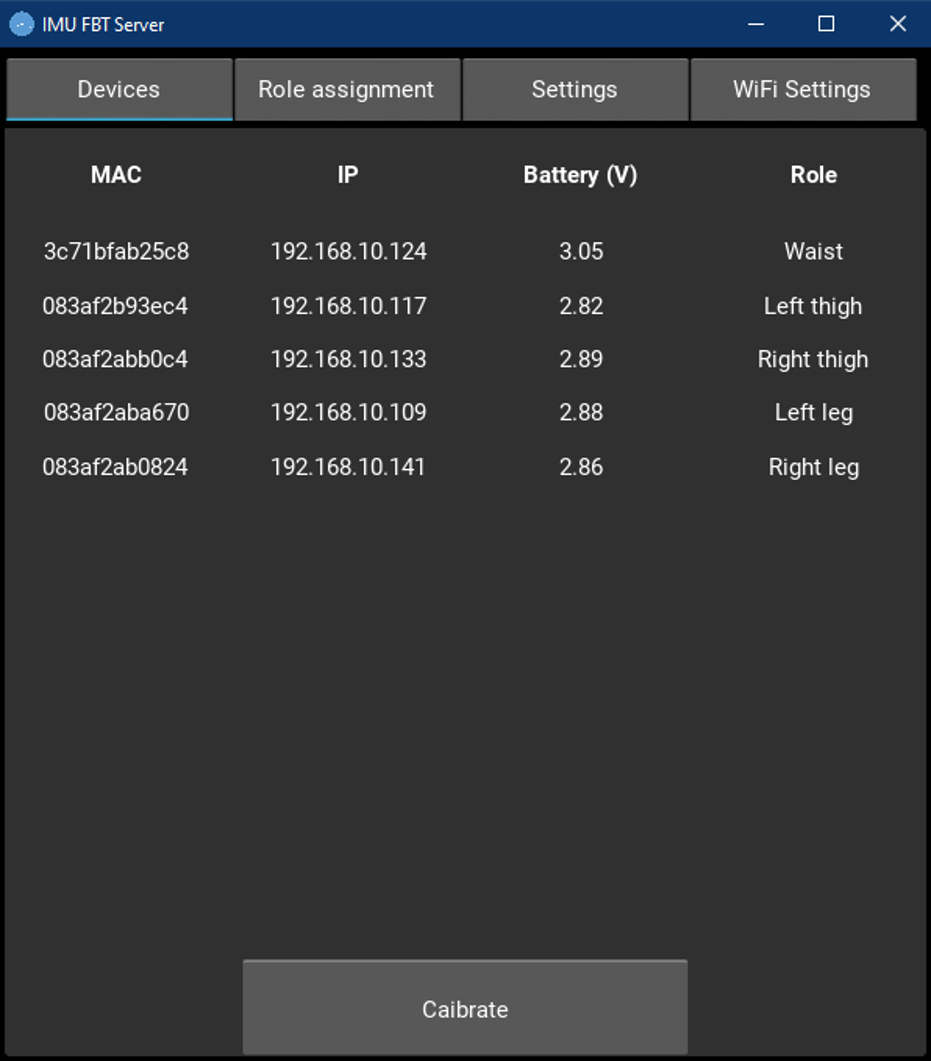 IMU FBT Server
Devices Role assignment Settings WiFi Settings
MAC IP Battery (V) Role
3c71bfab25c8 192.168.10.124 3.05 Waist
083af2b93ec4 192.168.10.117 2.82 Left thigh
083af2abb0c4 192.168.10.133 2.89 Right thigh
083af2aba670 192.168.10.109 2.88 Left leg
083af2ab0824 192.168.10.141 2.86 Right leg
Caibrate